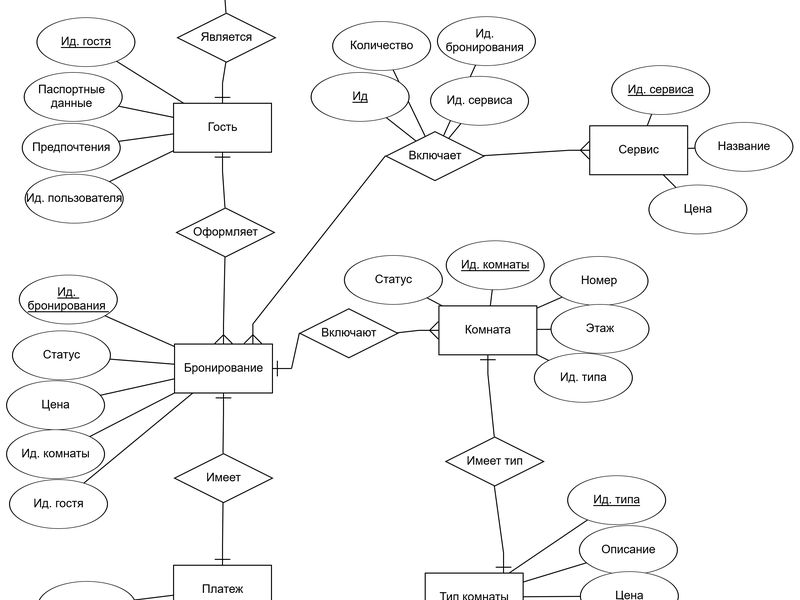 Является
Ид. гостя
Паспортные
данные
Предпочтения
Ид. пользователя
Гость
Количество
Ид.
бронирования
Ид
Ид. сервиса
Включает
Ид. сервиса
Сервис
Название
Цена
Оформляет
Ид.
бронирования
Статус
Цена
Ид. комнаты
Ид. гостя
Бронирование
Включают
Статус
Ид. комнаты
Номер
Комната
Этаж
Ид. типа
Имеет
Имеет тип
Ид. типа
Описание
Цена
Платеж
Тип комнаты